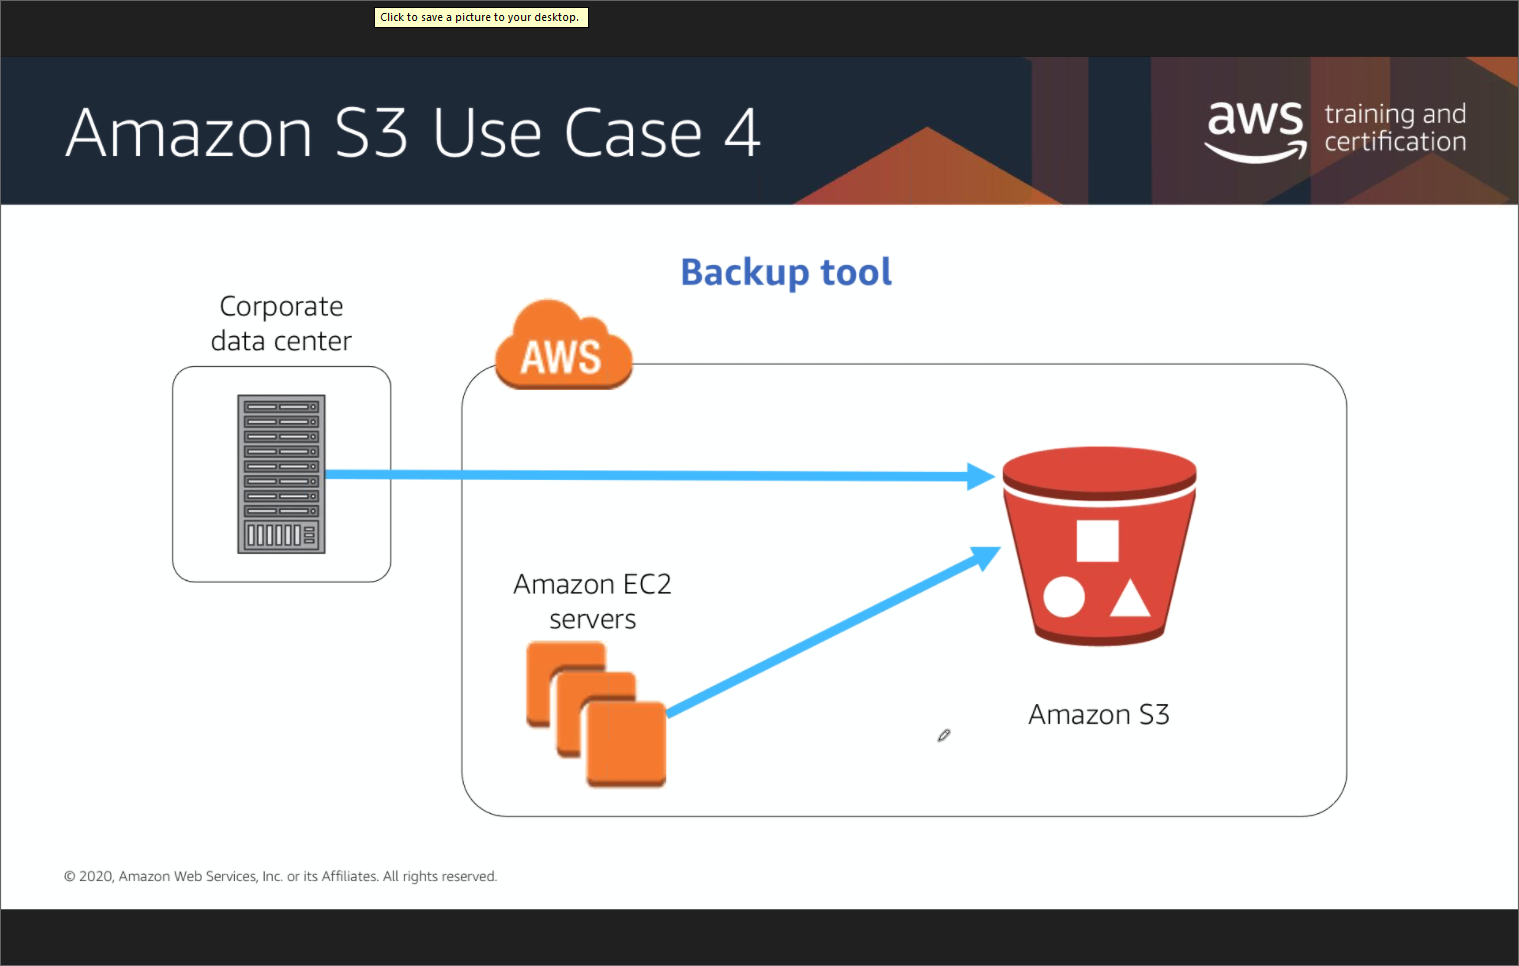 Click to save a picture to your desktop.
Amazon S3 Use Case 4
aws
training and
certification
Backup tool
Corporate
data center
AWS
Amazon EC2
servers
Amazon S3
© 2020, Amazon Web Services, Inc. or its Affiliates. All rights reserved.